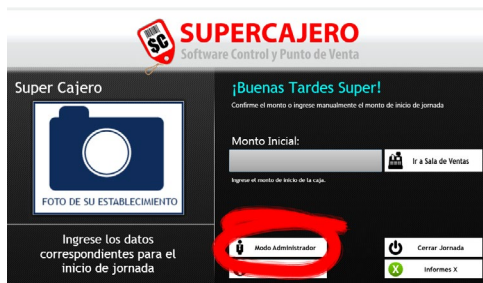 SC
SUPERCAJERO
Software Control y Punto de Venta
Super Cajero
FOTO DE SU ESTABLECIMIENTO
Ingrese los datos
correspondientes para el
inicio de jornada
¡Buenas Tardes Super!
Confirme el monto o ingrese manualmente el monto de inicio de jornada
Monto Inicial:
Ir a Sala de Ventas
Ingrese el monto de inicio de la caja.
Modo Administrador
Cerrar Jornada
X Informes X